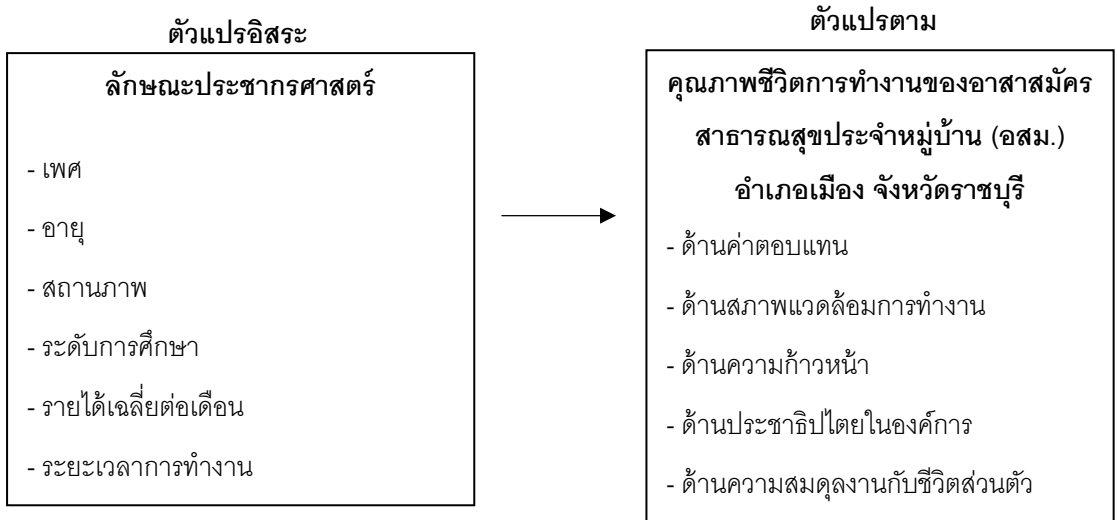 ตัวแปรอิสระ
ลักษณะประชากรศาสตร์
- เพศ
- อายุ
- สถานภาพ
- ระดับการศึกษา
- รายได้เฉลี่ยต่อเดือน
- ระยะเวลาการทำงาน
ตัวแปรตาม
คุณภาพชีวิตการทำงานของอาสาสมัคร
สาธารณสุขประจำหมู่บ้าน (อสม.)
อำเภอเมือง จังหวัดราชบุรี
- ด้านค่าตอบแทน
- ด้านสภาพแวดล้อมการทำงาน
- ด้านความก้าวหน้า
- ด้านประชาธิปไตยในองค์การ
- ด้านความสมดุลงานกับชีวิตส่วนตัว